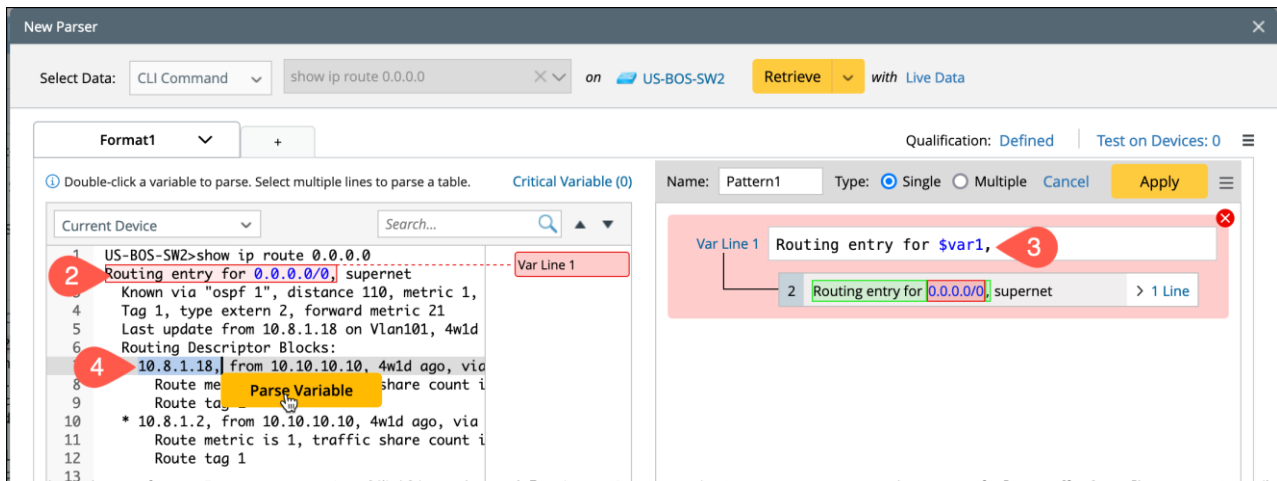 New Parser
Select Data: CLI Command show ip route 0.0.0.0 on US-BOS-SW2 Retrieve with Live Data
Format1 + Qualification: Defined Test on Devices: 0
Double-click a variable to parse. Select multiple lines to parse a table. Critical Variable (0)
Name: Pattern1 Type: Single Multiple Cancel Apply
Current Device Search...
1 US-BOS-SW2>show ip route 0.0.0.0
2 Routing entry for 0.0.0.0/0, supernet
Var Line 1
3 Known via "ospf 1", distance 110, metric 1,
4 Tag 1, type extern 2, forward metric 21
5 Last update from 10.8.1.18 on Vlan101, 4w1d
6 Routing Descriptor Blocks:
4 10.8.1.18, from 10.10.10.10, 4w1d ago, via
8 Route me share count i
Parse Variable
9 Route ta
10 * 10.8.1.2, from 10.10.10.10, 4w1d ago, via
11 Route metric is 1, traffic share count i
12 Route tag 1
13
Var Line 1 Routing entry for $var1, 3
2 Routing entry for 0.0.0.0/0, supernet > 1 Line